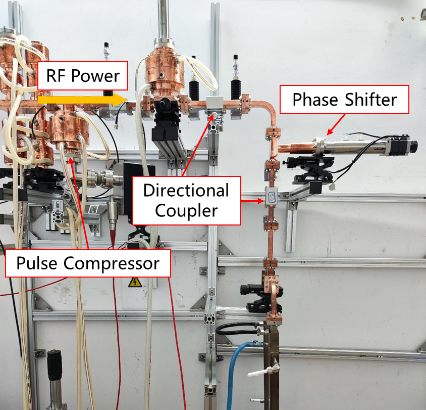 RF Power
Phase Shifter
Directional
Coupler
Pulse Compressor